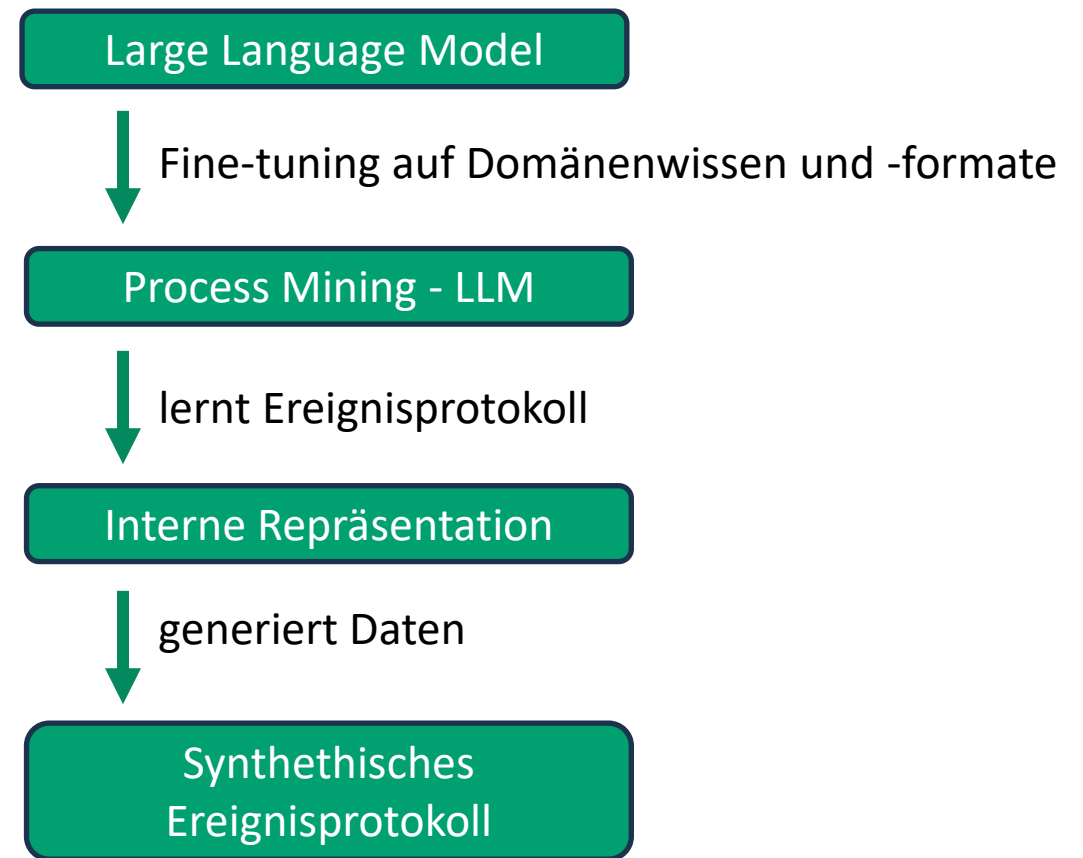 Large Language Model
Fine-tuning auf Domänenwissen und -formate
Process Mining - LLM
lernt Ereignisprotokoll
Interne Repräsentation
generiert Daten
Synthethisches
Ereignisprotokoll